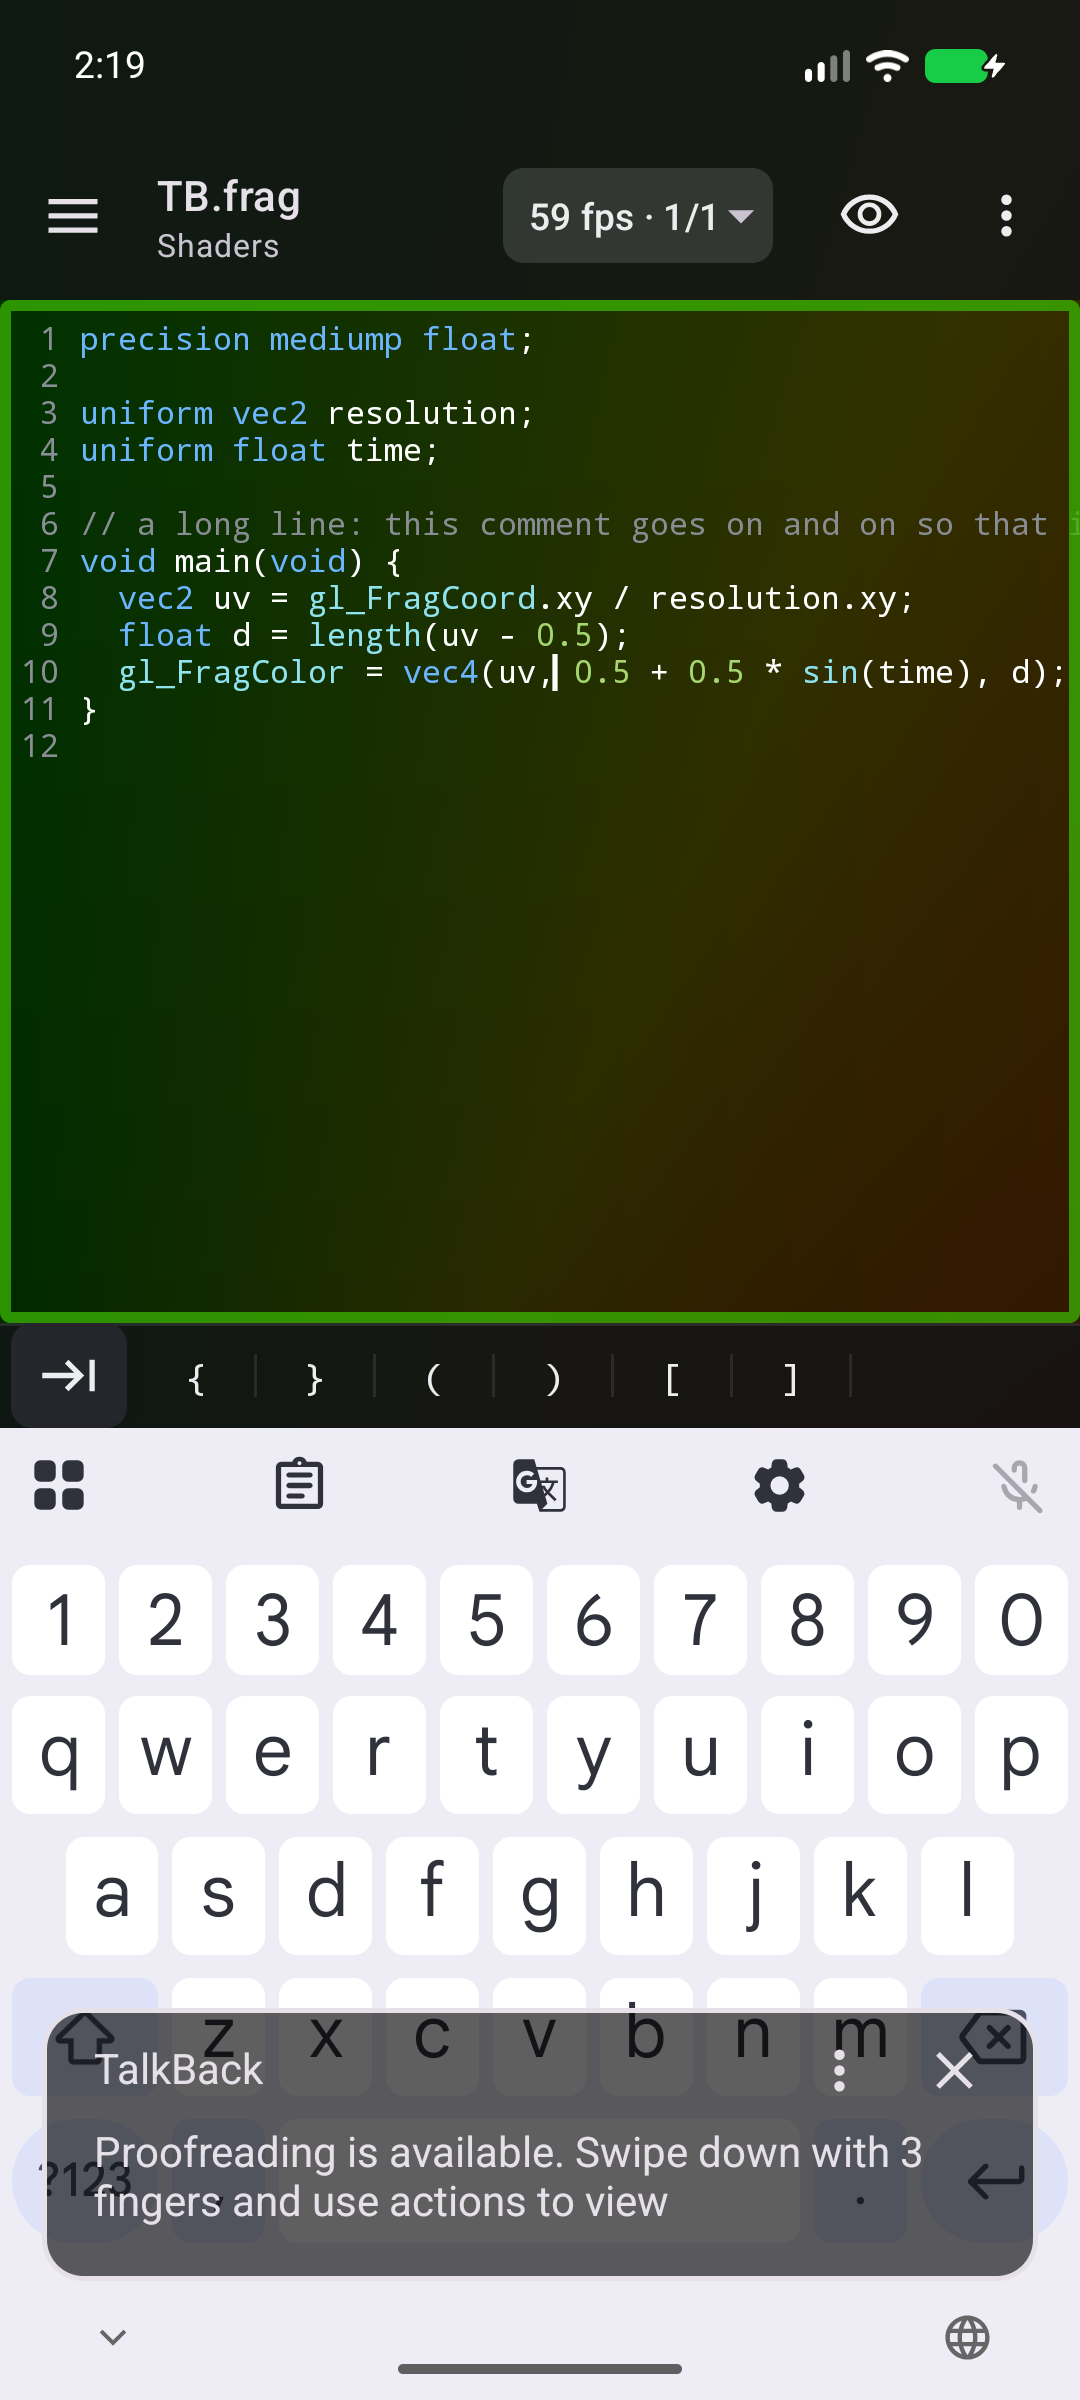 2:19
TB.frag
Shaders
59 fps · 1/1
1 precision mediump float;
2
3 uniform vec2 resolution;
4 uniform float time;
5
6 // a long line: this comment goes on and on so that i
7 void main(void) {
8   vec2 uv = gl_FragCoord.xy / resolution.xy;
9   float d = length(uv - 0.5);
10   gl_FragColor = vec4(uv, 0.5 + 0.5 * sin(time), d);
11 }
12
{ } ( ) [ ]
1 2 3 4 5 6 7 8 9 0
q w e r t y u i o p
a s d f g h j k l
z x c v b n m
TalkBack
?123 , .
Proofreading is available. Swipe down with 3
fingers and use actions to view